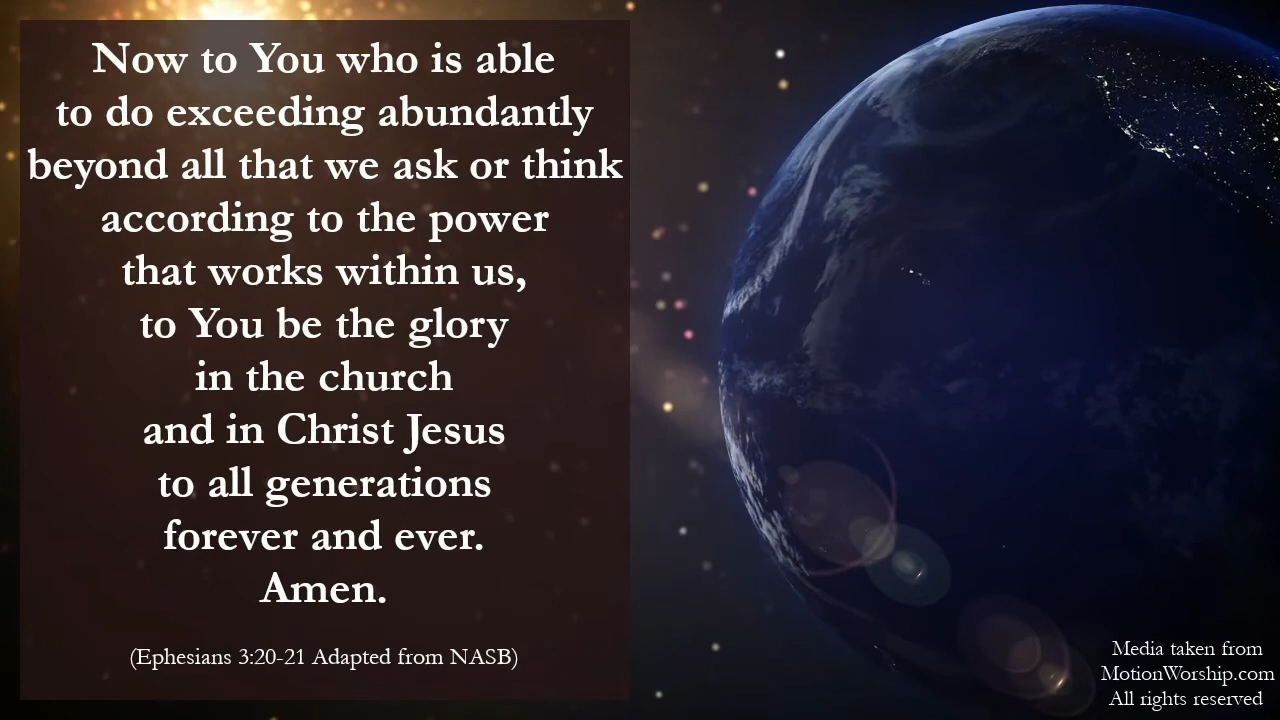 Now to You who is able
to do exceeding abundantly
beyond all that we ask or think
according to the power
that works within us,
to You be the glory
in the church
and in Christ Jesus
to all generations
forever and ever.
Amen.
(Ephesians 3:20-21 Adapted from NASB)
Media taken from
MotionWorship.com
All rights reserved